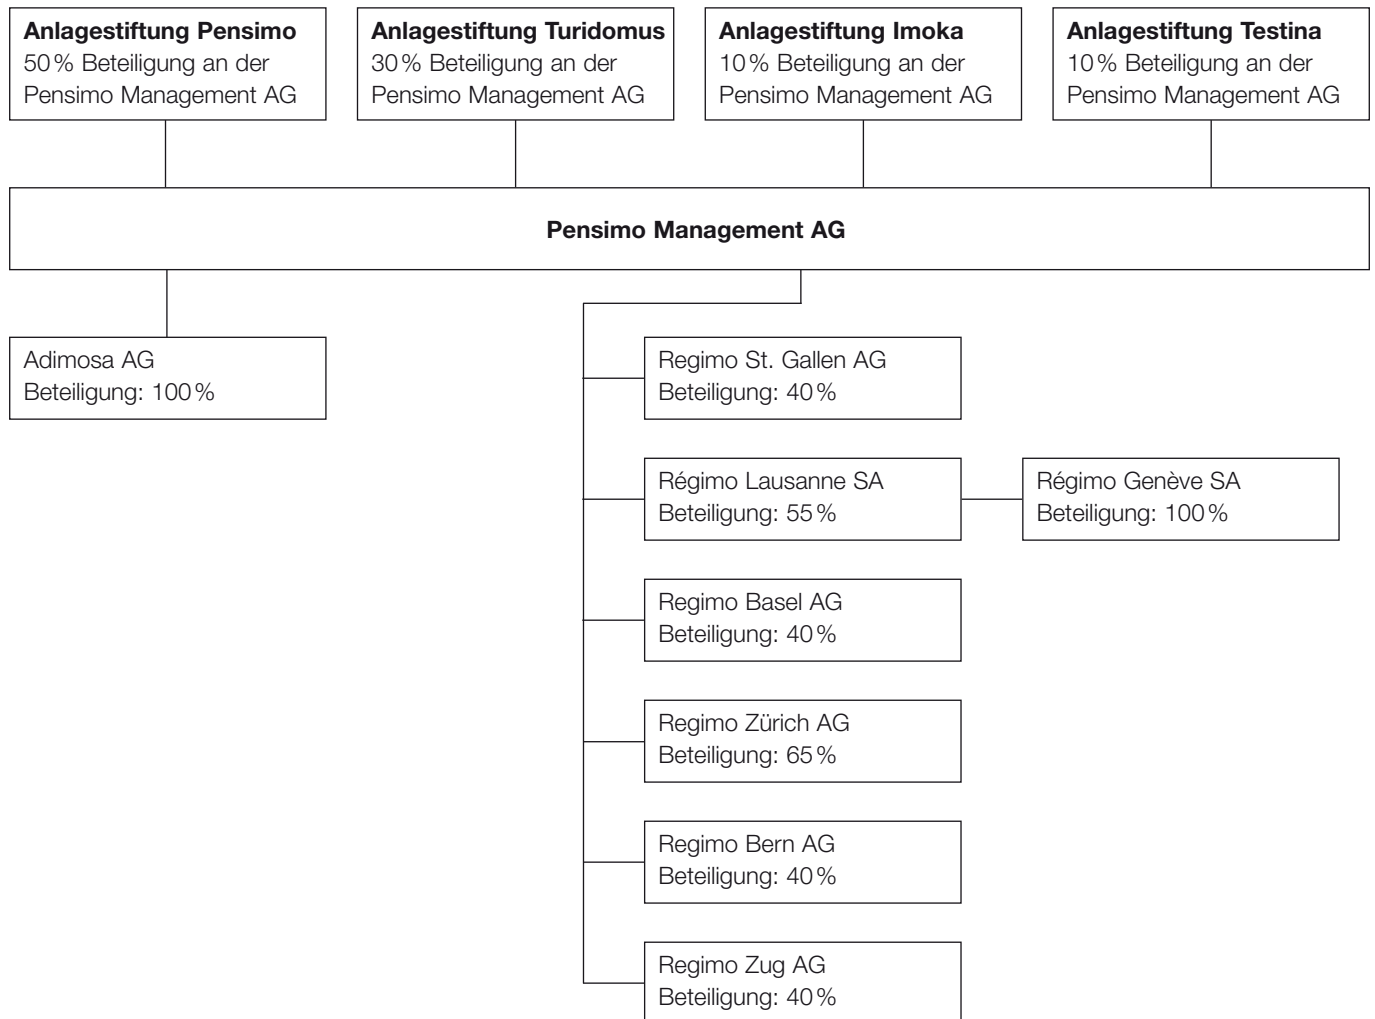 Anlagestiftung Pensimo
50% Beteiligung an der
Pensimo Management AG
Anlagestiftung Turidomus
30% Beteiligung an der
Pensimo Management AG
Anlagestiftung Imoka
10% Beteiligung an der
Pensimo Management AG
Anlagestiftung Testina
10% Beteiligung an der
Pensimo Management AG
Pensimo Management AG
Adimosa AG
Beteiligung: 100%
Regimo St. Gallen AG
Beteiligung: 40%
Régimo Lausanne SA
Beteiligung: 55%
Régimo Genève SA
Beteiligung: 100%
Regimo Basel AG
Beteiligung: 40%
Regimo Zürich AG
Beteiligung: 65%
Regimo Bern AG
Beteiligung: 40%
Regimo Zug AG
Beteiligung: 40%